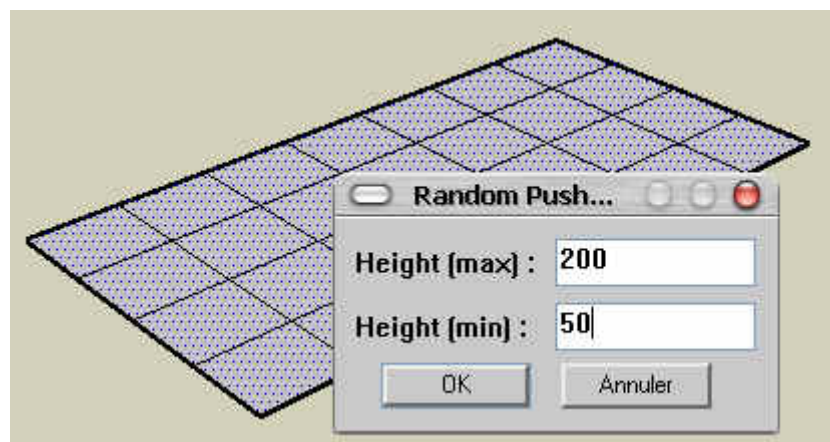 Random Push...
Height (max) : 200
Height (min) : 50
OK Annuler